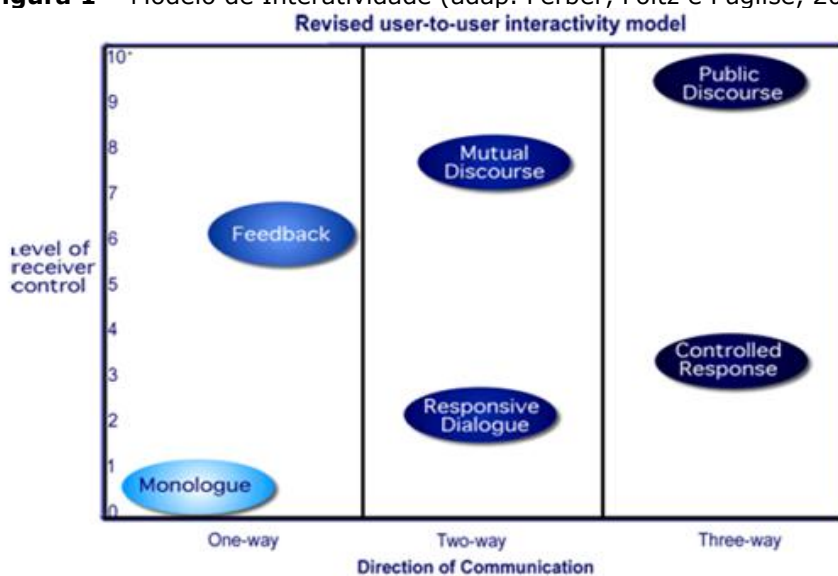 Modelo de Interatividade (adap. Ferber, Foltz e Puglise, 20
Revised user-to-user interactivity model
10
9
8
7
6
5
4
3
2
1
0
Level of
receiver
control
Public
Discourse
Mutual
Discourse
Feedback
Controlled
Response
Responsive
Dialogue
Monologue
One-way
Two-way
Three-way
Direction of Communication